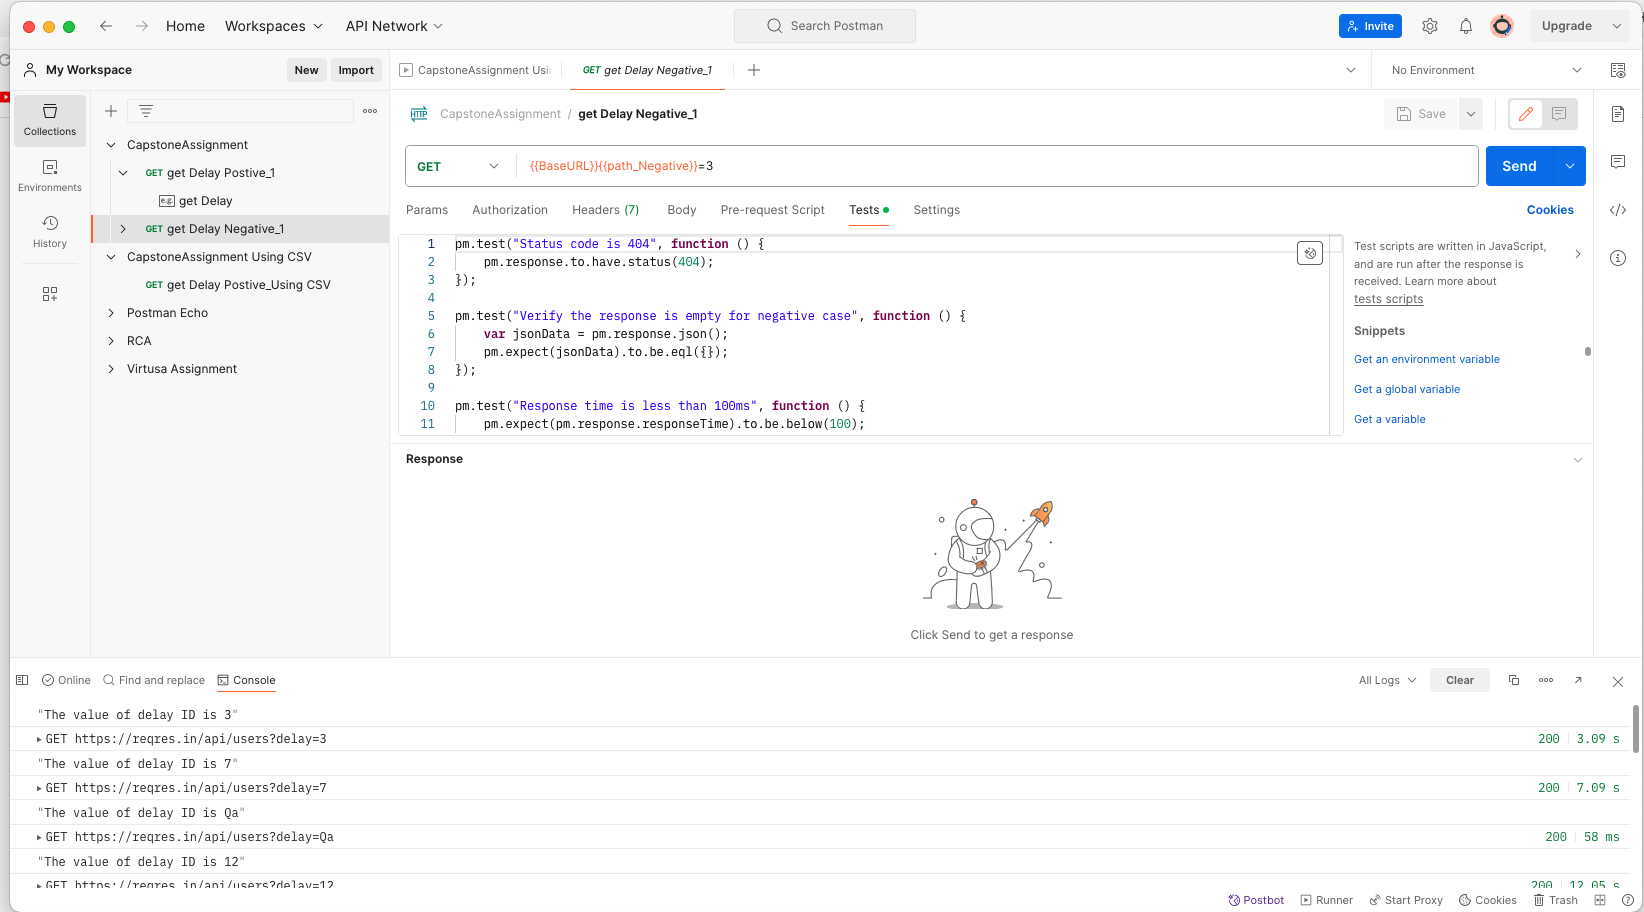 Home
Workspaces
API Network
Search Postman
Invite
Upgrade
My Workspace
New
Import
CapstoneAssignment Usi
GET get Delay Negative_1
No Environment
Collections
Environments
History
CapstoneAssignment
GET get Delay Postive_1
e.g. get Delay
GET get Delay Negative_1
CapstoneAssignment Using CSV
GET get Delay Postive_Using CSV
Postman Echo
RCA
Virtusa Assignment
HTTP CapstoneAssignment / get Delay Negative_1
Save
GET
{{BaseURL}}{{path_Negative}}=3
Send
Params
Authorization
Headers (7)
Body
Pre-request Script
Tests
Settings
Cookies
1 pm.test("Status code is 404", function () {
2 pm.response.to.have.status(404);
3 });
4
5 pm.test("Verify the response is empty for negative case", function () {
6 var jsonData = pm.response.json();
7 pm.expect(jsonData).to.be.eql({});
8 });
9
10 pm.test("Response time is less than 100ms", function () {
11 pm.expect(pm.response.responseTime).to.be.below(100);
Test scripts are written in JavaScript,
and are run after the response is
received. Learn more about
tests scripts
Snippets
Get an environment variable
Get a global variable
Get a variable
Response
Click Send to get a response
Online
Find and replace
Console
All Logs
Clear
"The value of delay ID is 3"
GET https://reqres.in/api/users?delay=3 200 3.09 s
"The value of delay ID is 7"
GET https://reqres.in/api/users?delay=7 200 7.09 s
"The value of delay ID is Qa"
GET https://reqres.in/api/users?delay=Qa 200 58 ms
"The value of delay ID is 12"
GET https://reqres.in/api/users?delay=12 200 12.05 s
Postbot
Runner
Start Proxy
Cookies
Trash